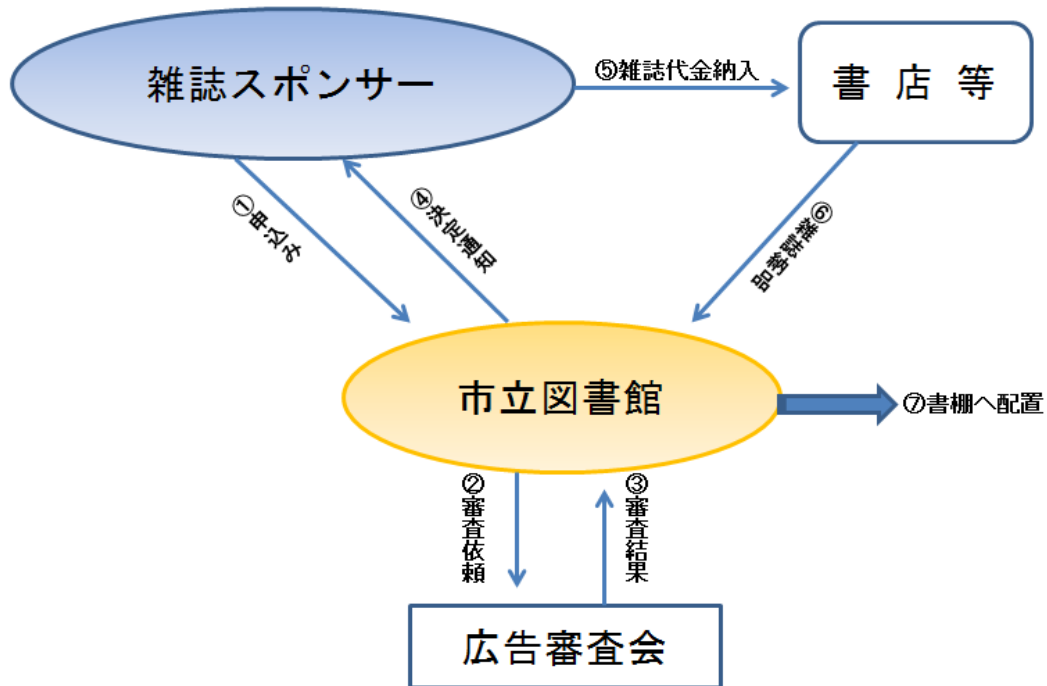 雑誌スポンサー
⑤雑誌代金納入
書店等
①申込み
④決定通知
⑥雑誌納品
市立図書館
⑦書棚へ配置
②審査依頼
③審査結果
広告審査会